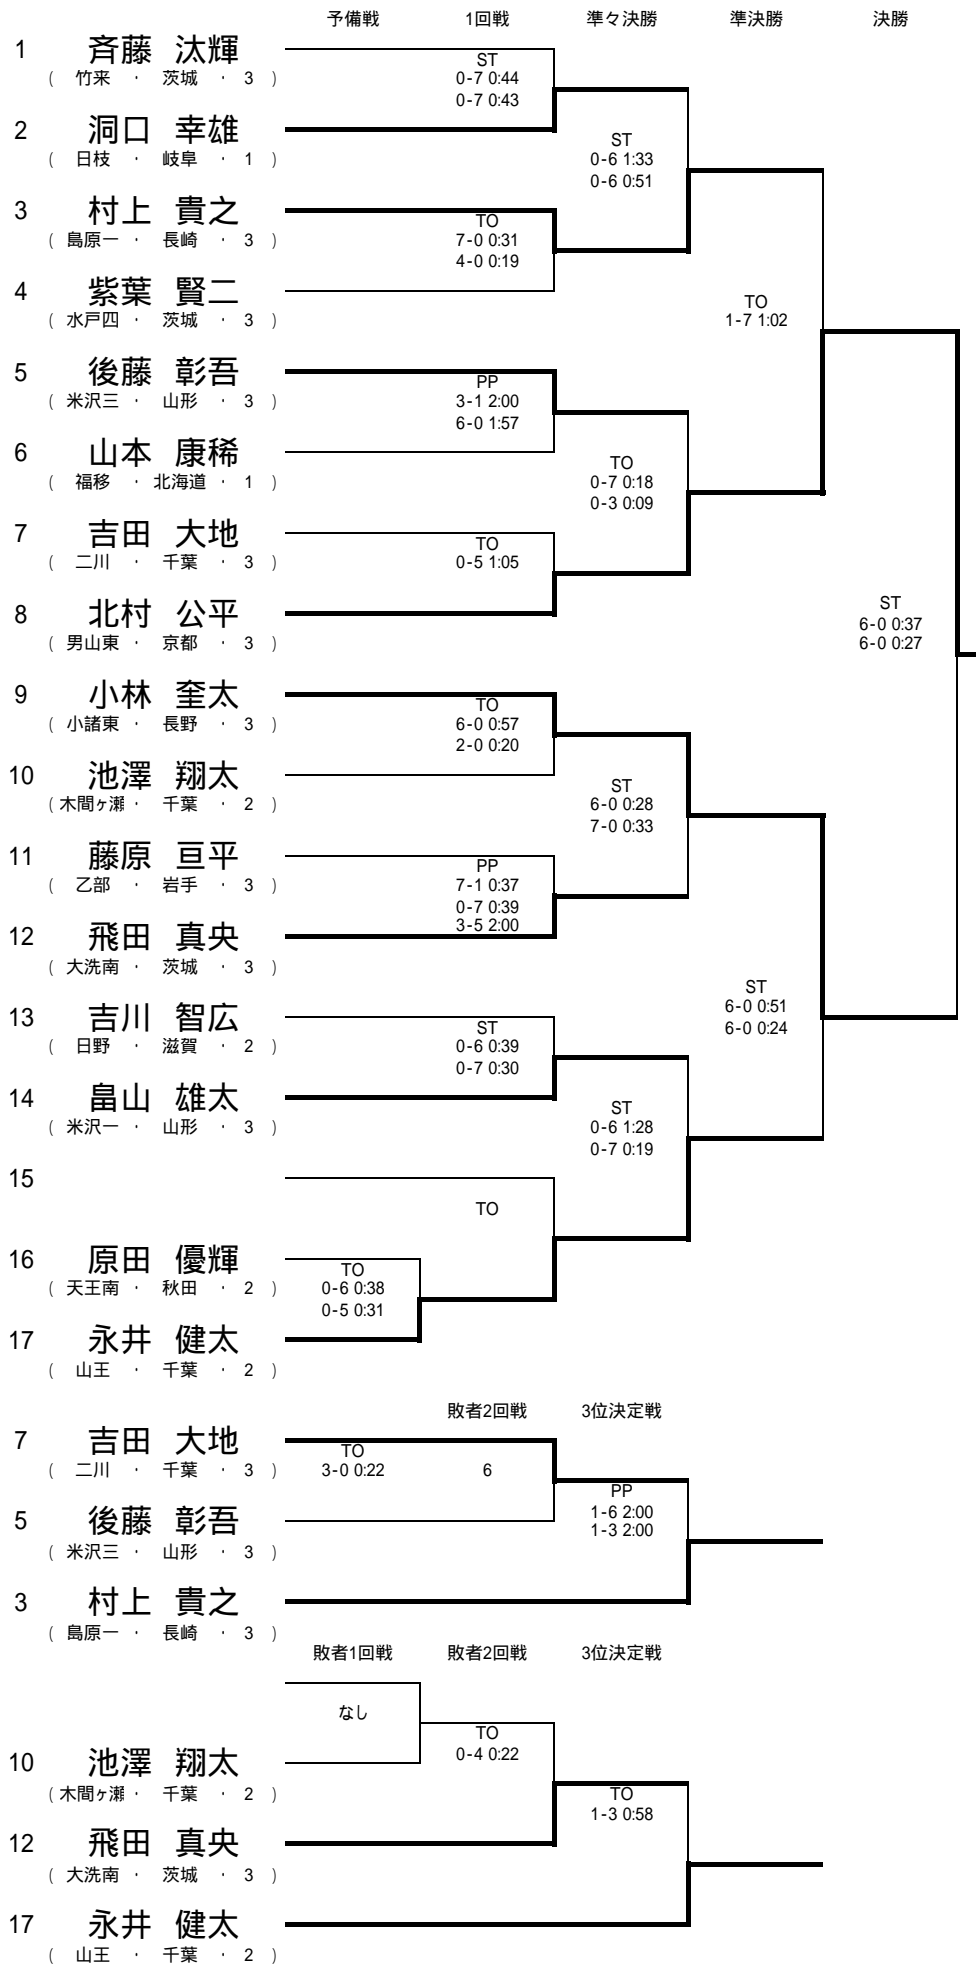 予備戦 1回戦 準々決勝 準決勝 決勝
1 斉藤 汰輝
( 竹来 ・ 茨城 ・ 3 )
ST
0-7 0:44
0-7 0:43
2 洞口 幸雄
( 日枝 ・ 岐阜 ・ 1 )
ST
0-6 1:33
0-6 0:51
3 村上 貴之
( 島原一 ・ 長崎 ・ 3 )
TO
7-0 0:31
4-0 0:19
4 紫葉 賢二
( 水戸四 ・ 茨城 ・ 3 )
TO
1-7 1:02
5 後藤 彰吾
( 米沢三 ・ 山形 ・ 3 )
PP
3-1 2:00
6-0 1:57
6 山本 康稀
( 福移 ・ 北海道 ・ 1 )
TO
0-7 0:18
0-3 0:09
7 吉田 大地
( 二川 ・ 千葉 ・ 3 )
TO
0-5 1:05
8 北村 公平
( 男山東 ・ 京都 ・ 3 )
ST
6-0 0:37
6-0 0:27
9 小林 奎太
( 小諸東 ・ 長野 ・ 3 )
TO
6-0 0:57
2-0 0:20
10 池澤 翔太
( 木間ヶ瀬 ・ 千葉 ・ 2 )
ST
6-0 0:28
7-0 0:33
11 藤原 亘平
( 乙部 ・ 岩手 ・ 3 )
PP
7-1 0:37
0-7 0:39
3-5 2:00
12 飛田 真央
( 大洗南 ・ 茨城 ・ 3 )
ST
6-0 0:51
6-0 0:24
13 吉川 智広
( 日野 ・ 滋賀 ・ 2 )
ST
0-6 0:39
0-7 0:30
14 畠山 雄太
( 米沢一 ・ 山形 ・ 3 )
ST
0-6 1:28
0-7 0:19
15
TO
16 原田 優輝
( 天王南 ・ 秋田 ・ 2 )
TO
0-6 0:38
0-5 0:31
17 永井 健太
( 山王 ・ 千葉 ・ 2 )
敗者2回戦 3位決定戦
7 吉田 大地
( 二川 ・ 千葉 ・ 3 )
TO
3-0 0:22 6
5 後藤 彰吾
( 米沢三 ・ 山形 ・ 3 )
PP
1-6 2:00
1-3 2:00
3 村上 貴之
( 島原一 ・ 長崎 ・ 3 )
敗者1回戦 敗者2回戦 3位決定戦
なし
TO
0-4 0:22
10 池澤 翔太
( 木間ヶ瀬 ・ 千葉 ・ 2 )
TO
1-3 0:58
12 飛田 真央
( 大洗南 ・ 茨城 ・ 3 )
17 永井 健太
( 山王 ・ 千葉 ・ 2 )